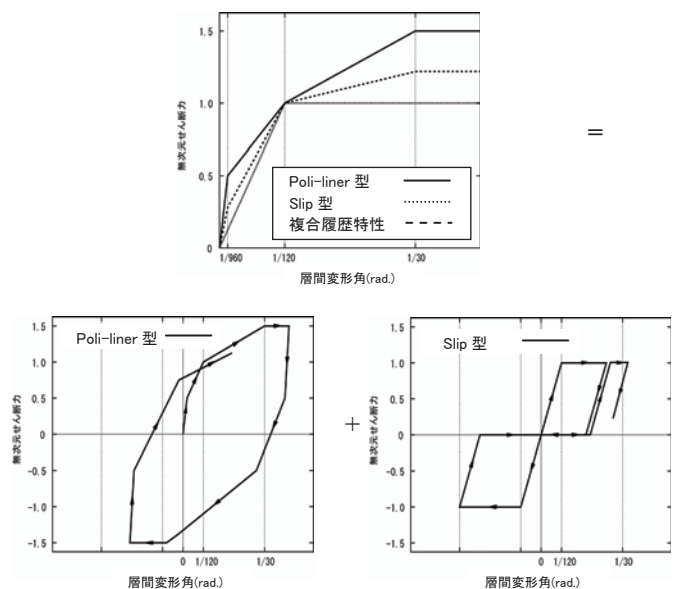 無次元せん断力
1.5
1.0
0.5
0
Poli-liner 型
Slip 型
複合履歴特性
1/960
1/120
1/30
層間変形角(rad.)
=
無次元せん断力
1.5
1.0
0.5
0
-0.5
-1.0
-1.5
Poli-liner 型
0
1/120
1/30
層間変形角(rad.)
+
無次元せん断力
1.5
1.0
0.5
0
-0.5
-1.0
-1.5
Slip 型
0
1/120
1/30
層間変形角(rad.)